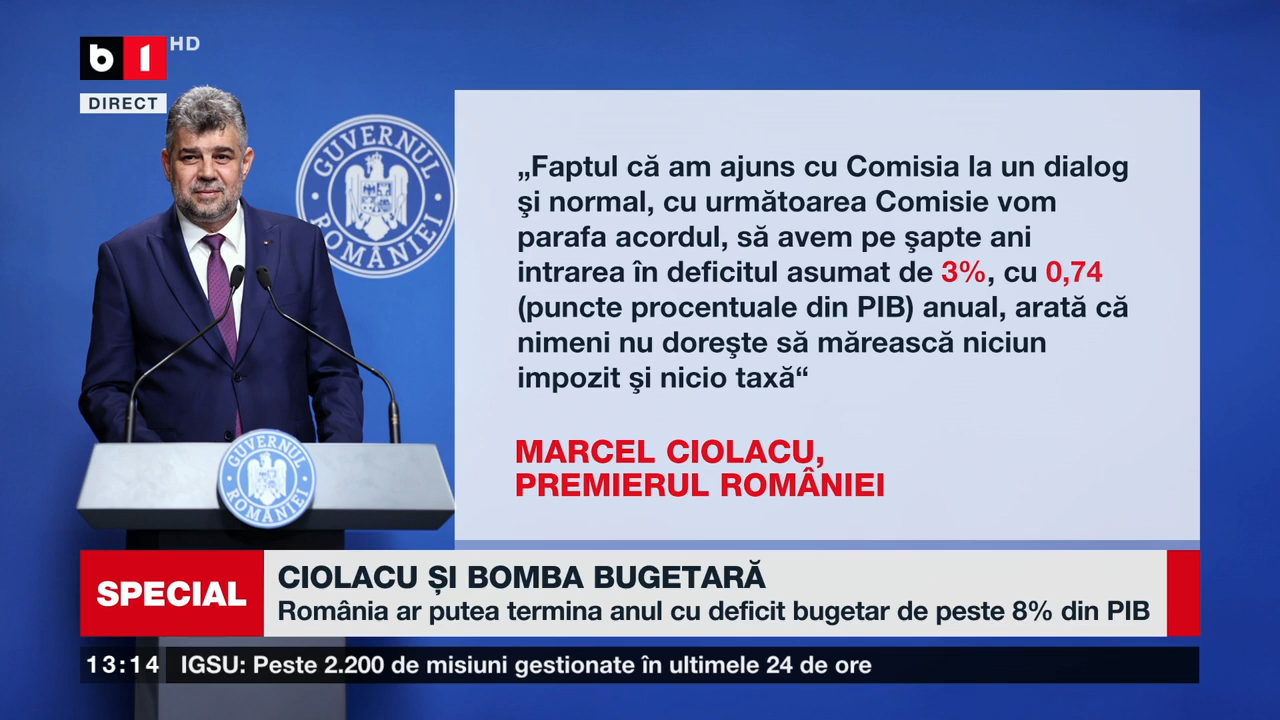 b1 HD
DIRECT
GUVERNUL ROMÂNIEI
„Faptul că am ajuns cu Comisia la un dialog
şi normal, cu următoarea Comisie vom
parafa acordul, să avem pe şapte ani
intrarea în deficitul asumat de 3%, cu 0,74
(puncte procentuale din PIB) anual, arată că
nimeni nu doreşte să mărească niciun
impozit şi nicio taxă“
MARCEL CIOLACU,
PREMIERUL ROMÂNIEI
GUVERNUL ROMÂNIEI
SPECIAL
CIOLACU ȘI BOMBA BUGETARĂ
România ar putea termina anul cu deficit bugetar de peste 8% din PIB
13:14 IGSU: Peste 2.200 de misiuni gestionate în ultimele 24 de ore